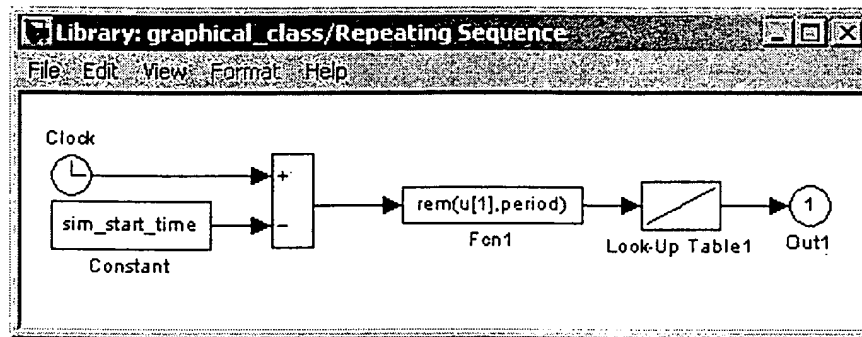 Library: graphical_class/Repeating Sequence
File Edit View Format Help
Clock
+
sim_start_time
−
Constant
rem(u[1],period)
Fcn1
Look-Up Table1
1
Out1